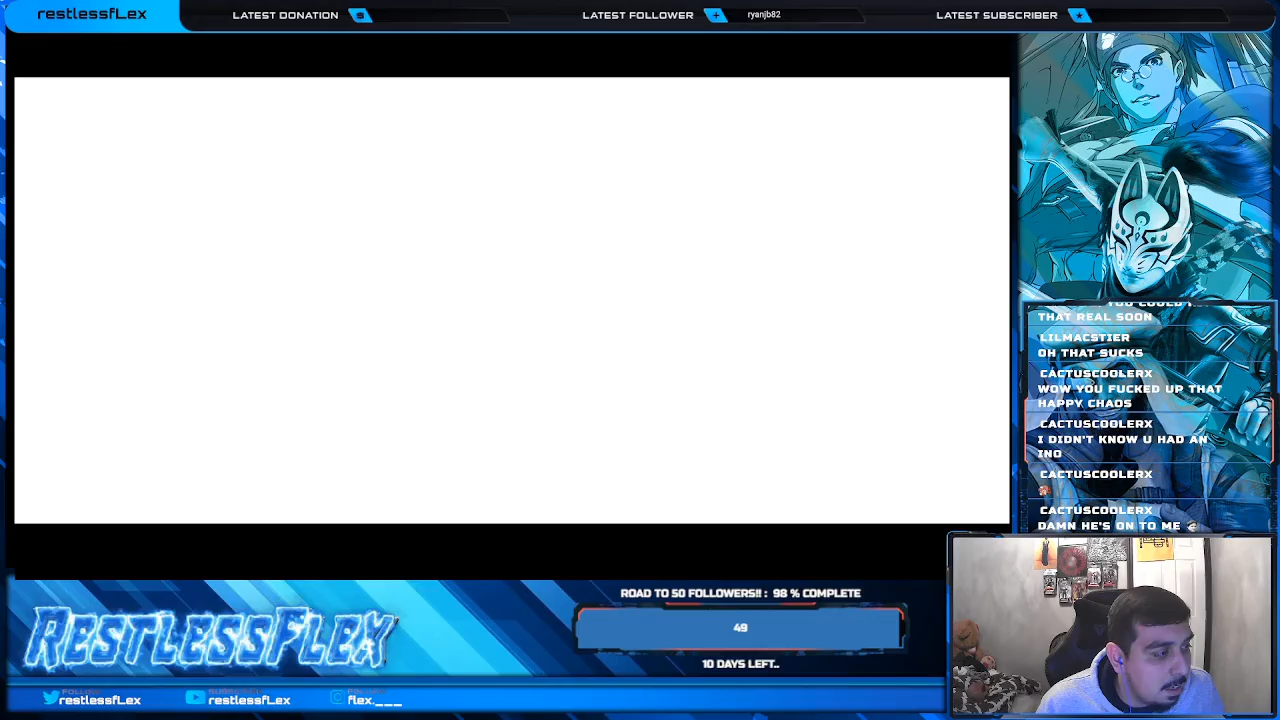 restlessfLex
LATEST DONATION
LATEST FOLLOWER
ryanjb82
LATEST SUBSCRIBER
THAT REAL SOON
LILMACSTIER
OH THAT SUCKS
CACTUSCOOLERX
WOW YOU FUCKED UP THAT
HAPPY CHAOS
CACTUSCOOLERX
I DIDN'T KNOW U HAD AN
INO
CACTUSCOOLERX
CACTUSCOOLERX
DAMN HE'S ON TO ME
RESTLESSFLEX
ROAD TO 50 FOLLOWERS!! : 98 % COMPLETE
49
10 DAYS LEFT..
restlessfLex
restlessfLex
flex.___